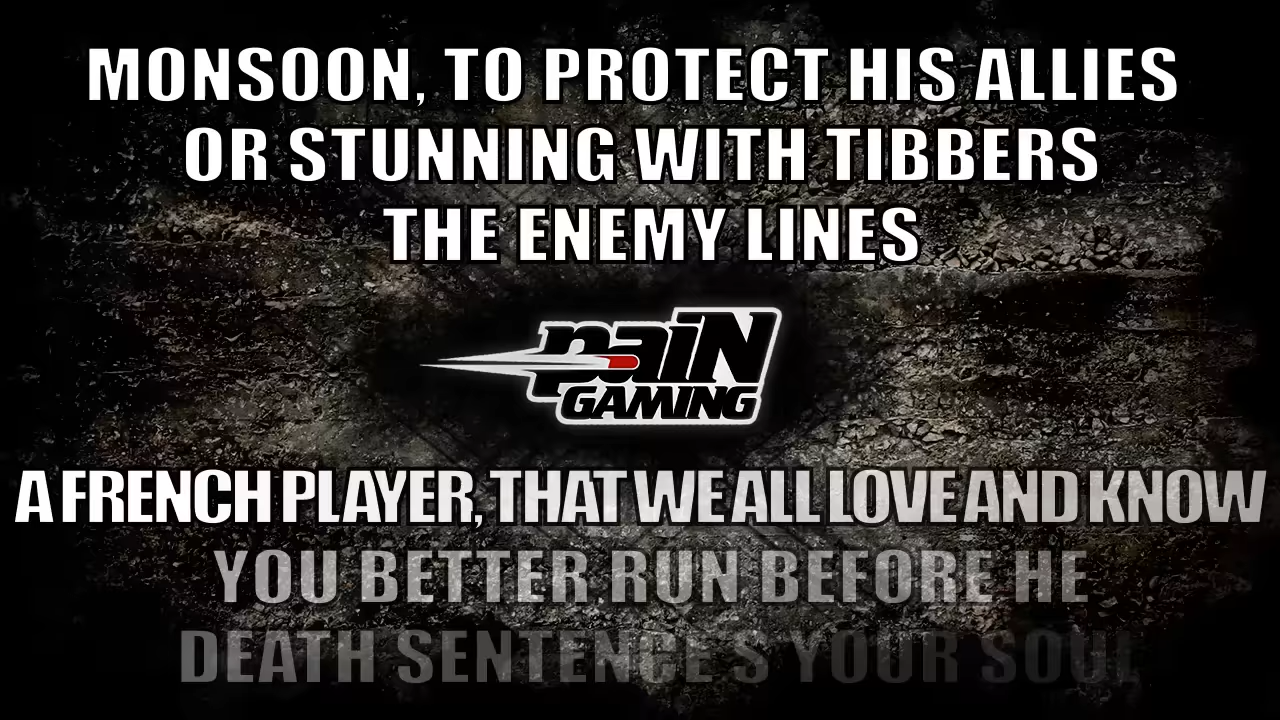 MONSOON, TO PROTECT HIS ALLIES
OR STUNNING WITH TIBBERS
THE ENEMY LINES
paiN
GAMING
A FRENCH PLAYER, THAT WE ALL LOVE AND KNOW
YOU BETTER RUN BEFORE HE
DEATH SENTENCE'S YOUR SOUL